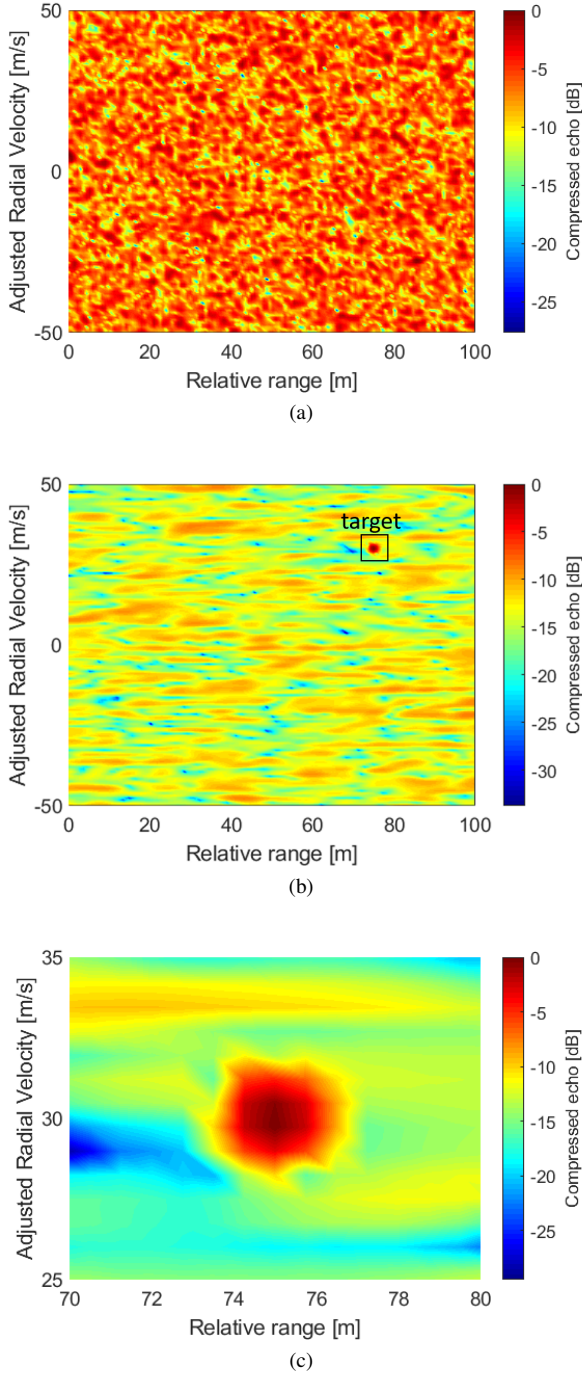 50
0
-50
Adjusted Radial Velocity [m/s]
0 20 40 60 80 100
Relative range [m]
0
-5
-10
-15
-20
-25
Compressed echo [dB]
(a)
50
0
-50
Adjusted Radial Velocity [m/s]
target
0 20 40 60 80 100
Relative range [m]
0
-5
-10
-15
-20
-25
-30
Compressed echo [dB]
(b)
35
30
25
Adjusted Radial Velocity [m/s]
70 72 74 76 78 80
Relative range [m]
0
-5
-10
-15
-20
-25
Compressed echo [dB]
(c)